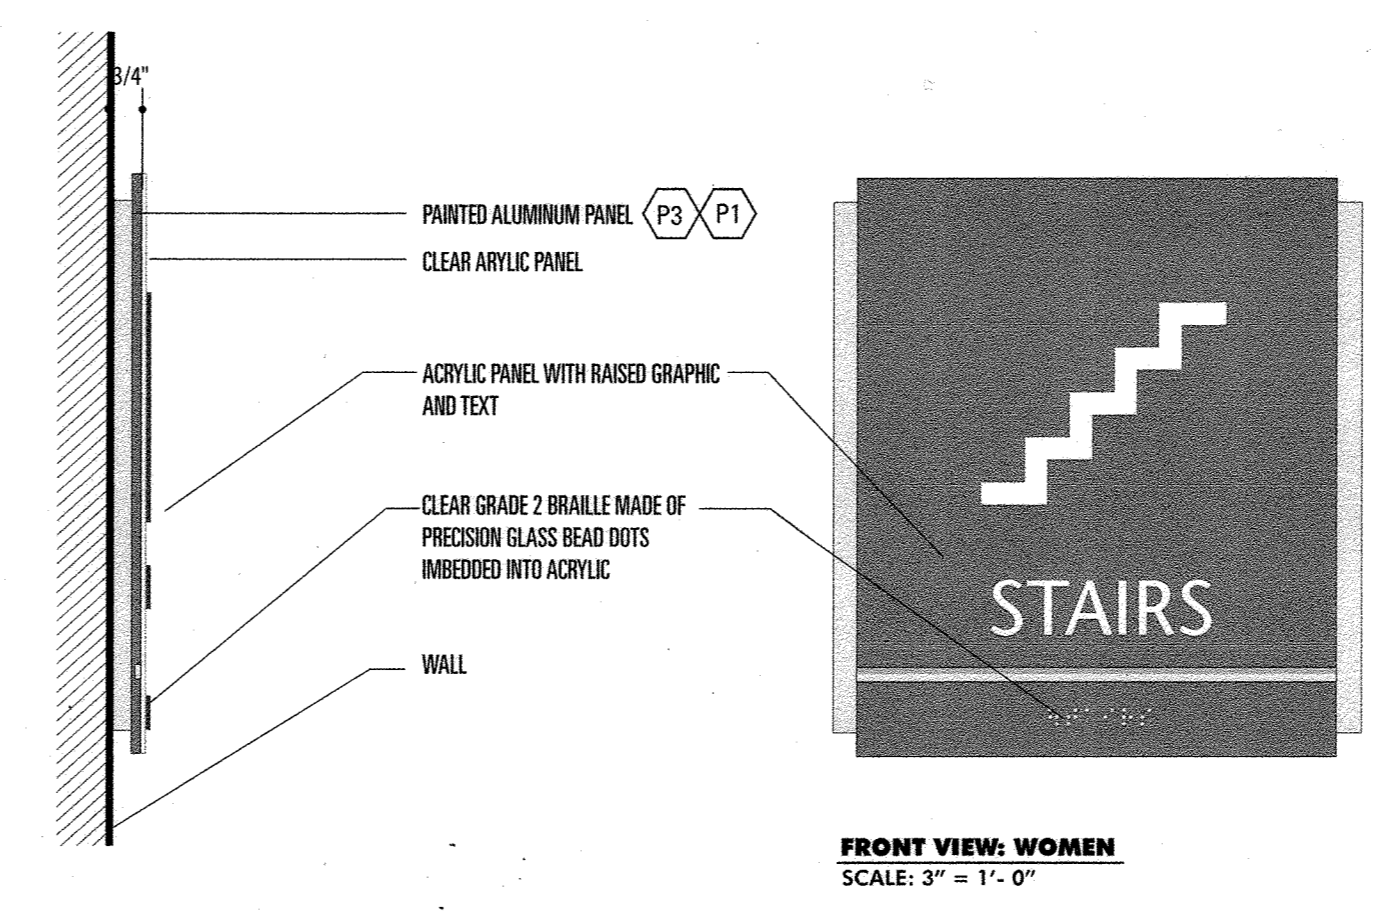 3/4"
PAINTED ALUMINUM PANEL P3 P1
CLEAR ARYLIC PANEL
ACRYLIC PANEL WITH RAISED GRAPHIC
AND TEXT
CLEAR GRADE 2 BRAILLE MADE OF
PRECISION GLASS BEAD DOTS
IMBEDDED INTO ACRYLIC
WALL
STAIRS
FRONT VIEW: WOMEN
SCALE: 3" = 1'- 0"